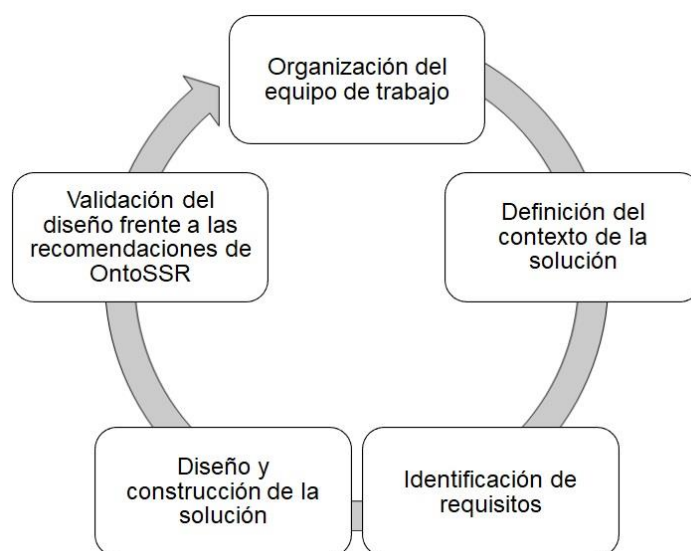 Organización del
equipo de trabajo
Definición del
contexto de la
solución
Identificación de
requisitos
Diseño y
construcción de la
solución
Validación del
diseño frente a las
recomendaciones de
OntoSSR